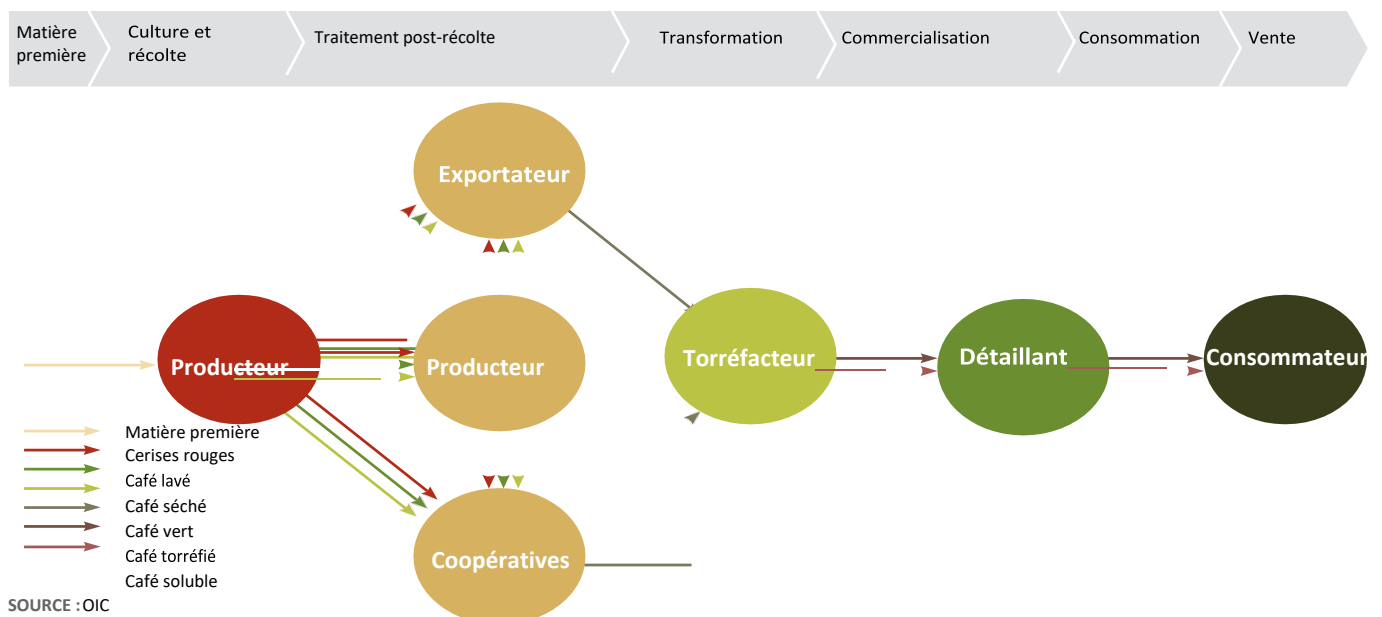 Matière
première
Culture et
récolte
Traitement post-récolte
Transformation
Commercialisation
Consommation
Vente
Exportateur
Producteur
Producteur
Torréfacteur
Détaillant
Consommateur
Matière première
Cerises rouges
Café lavé
Café séché
Café vert
Café torréfié
Café soluble
Coopératives
SOURCE : OIC